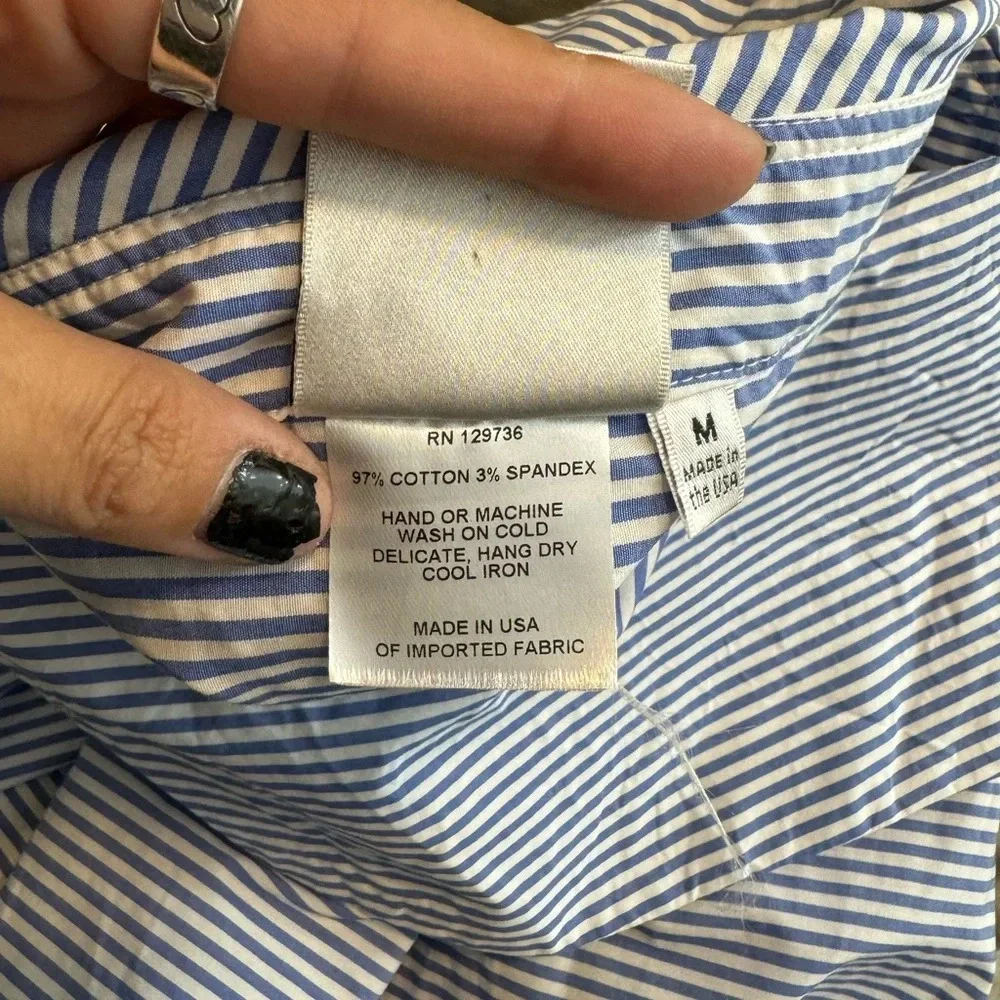 RN 129736
97% COTTON 3% SPANDEX
HAND OR MACHINE
WASH ON COLD
DELICATE, HANG DRY
COOL IRON
MADE IN USA
OF IMPORTED FABRIC
M
MADE in
the USA